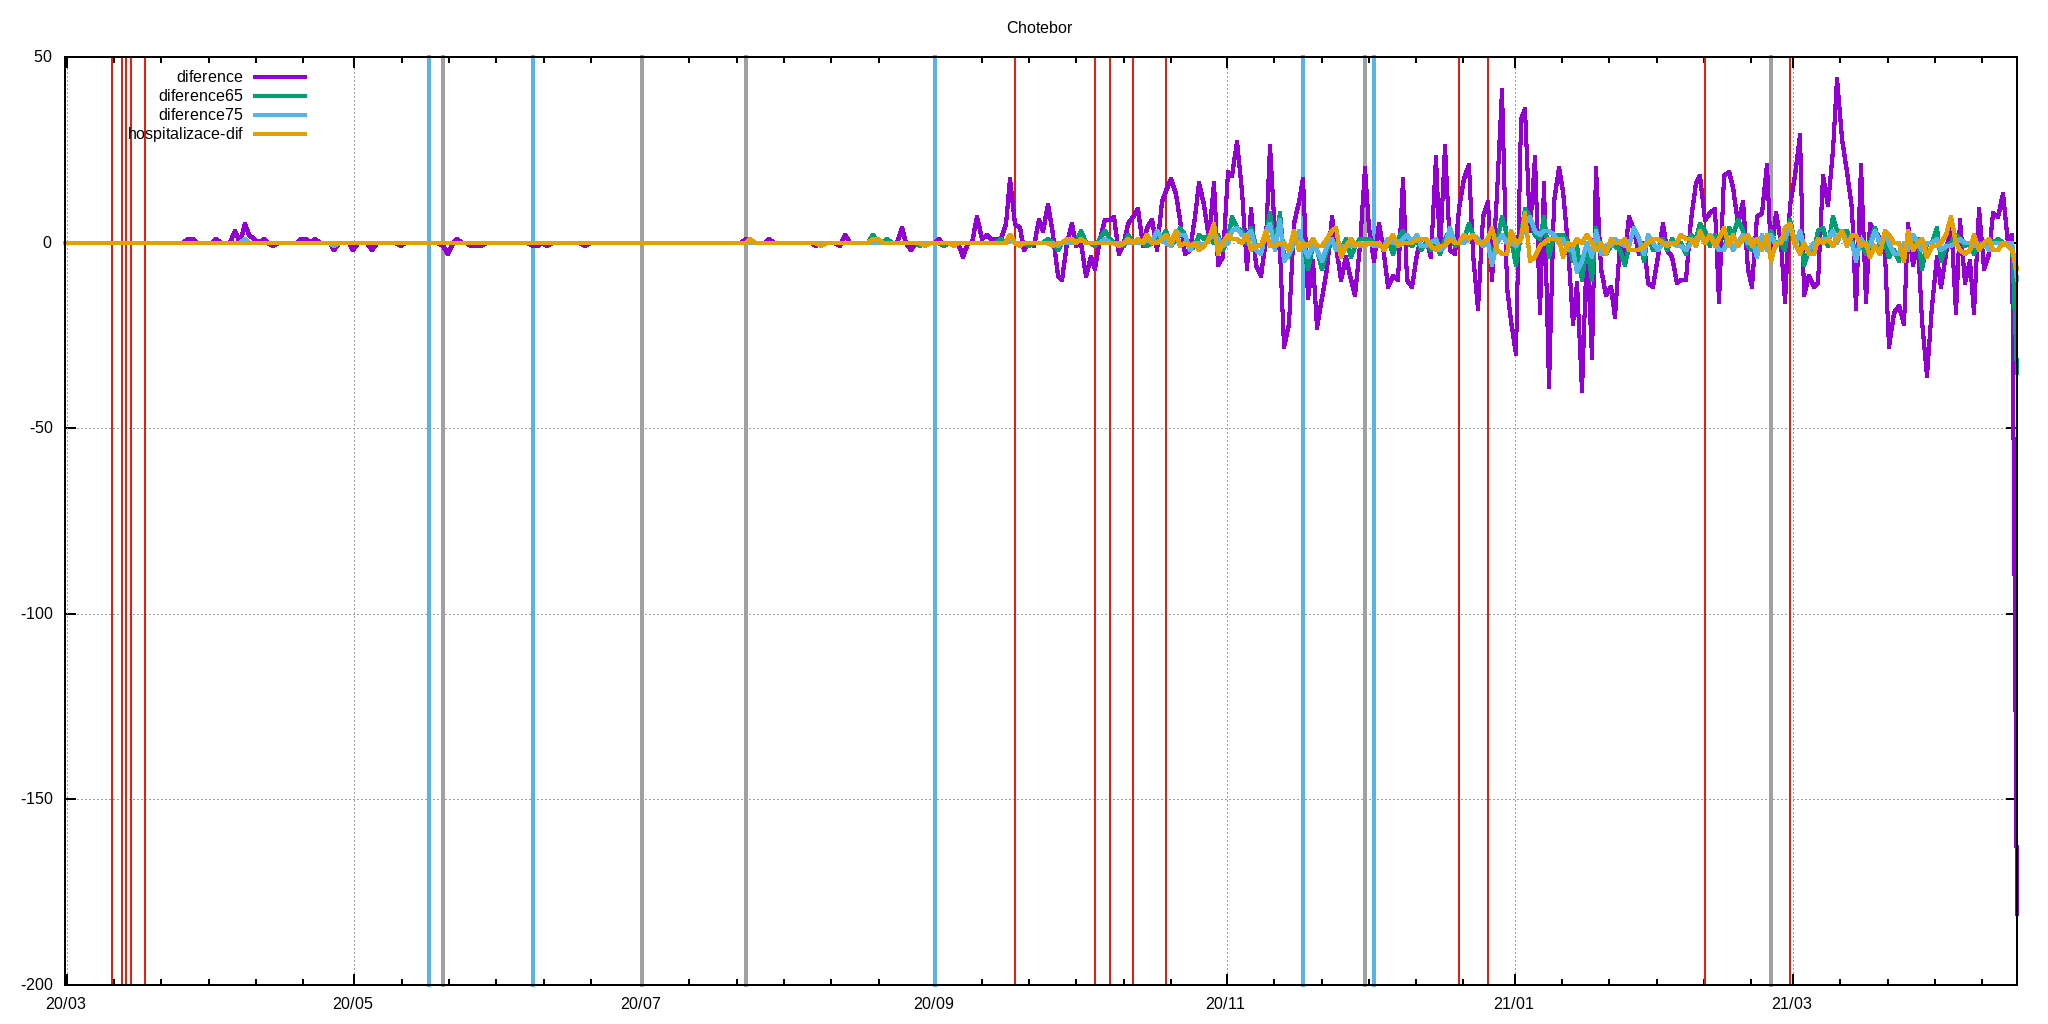 Chotebor
50
diference
diference65
diference75
hospitalizace-dif
0
-50
-100
-150
-200
20/03 20/05 20/07 20/09 20/11 21/01 21/03